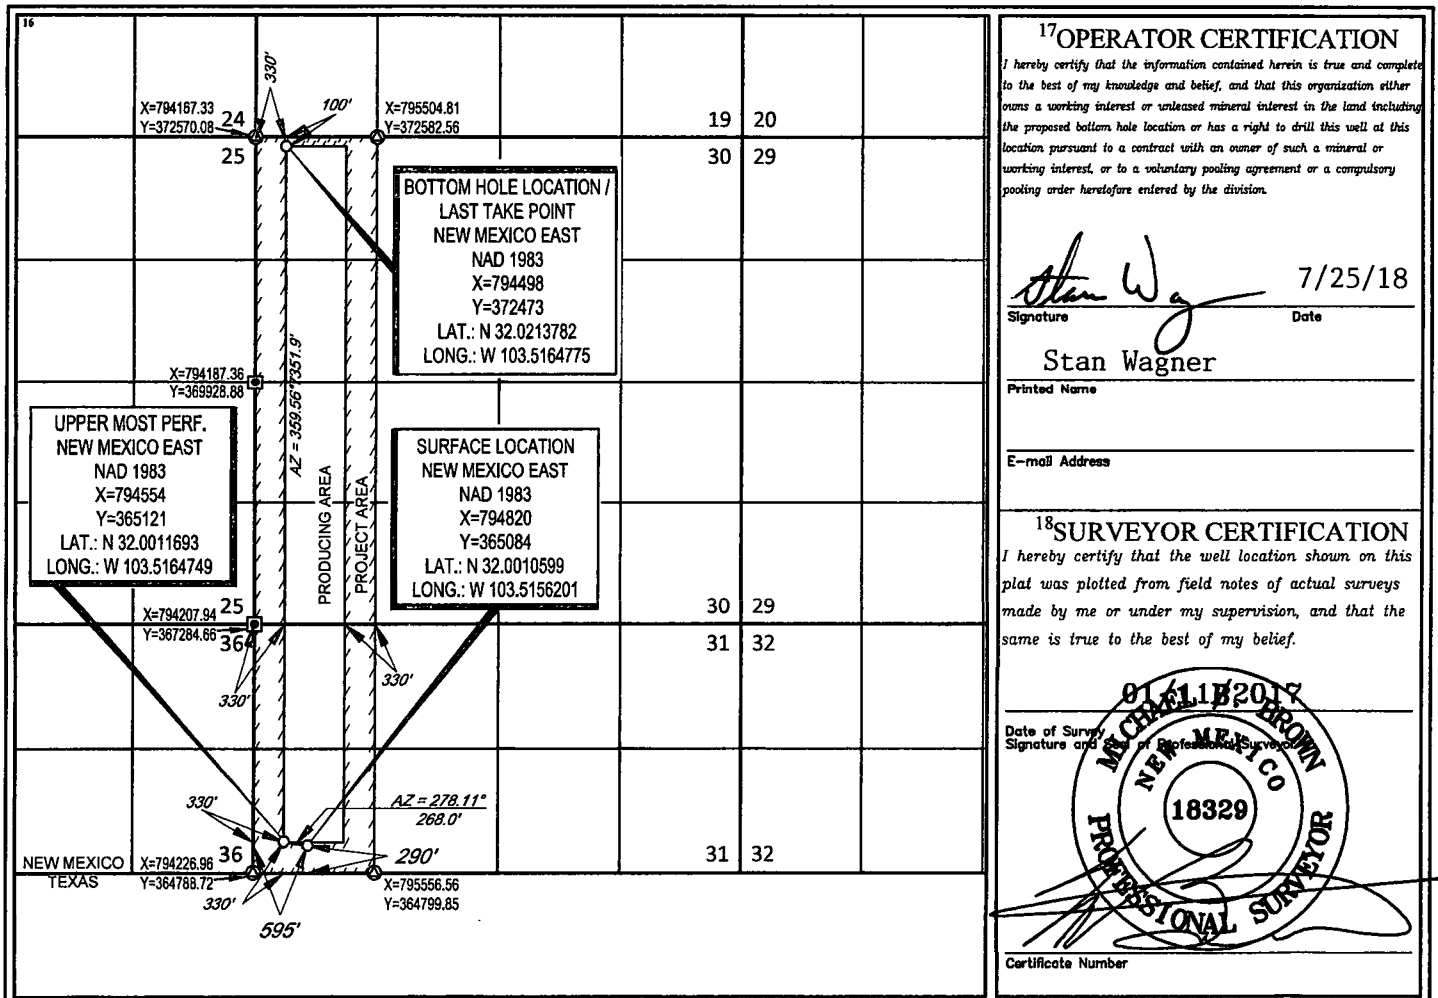 16
330'
100'
X=794167.33
Y=372570.08
24
25
X=795504.81
Y=372582.56
19 20
30 29
BOTTOM HOLE LOCATION /
LAST TAKE POINT
NEW MEXICO EAST
NAD 1983
X=794498
Y=372473
LAT.: N 32.0213782
LONG.: W 103.5164775
X=794187.36
Y=369928.88
AZ = 359.56° 7351.9'
PRODUCING AREA
PROJECT AREA
UPPER MOST PERF.
NEW MEXICO EAST
NAD 1983
X=794554
Y=365121
LAT.: N 32.0011693
LONG.: W 103.5164749
SURFACE LOCATION
NEW MEXICO EAST
NAD 1983
X=794820
Y=365084
LAT.: N 32.0010599
LONG.: W 103.5156201
X=794207.94
Y=367284.66
25
36
30 29
31 32
330'
330'
330'
AZ = 278.11°
268.0'
290'
NEW MEXICO
TEXAS
X=794226.96
Y=364788.72
36
31 32
330'
595'
X=795556.56
Y=364799.85
17OPERATOR CERTIFICATION
I hereby certify that the information contained herein is true and complete
to the best of my knowledge and belief, and that this organization either
owns a working interest or unleased mineral interest in the land including
the proposed bottom hole location or has a right to drill this well at this
location pursuant to a contract with an owner of such a mineral or
working interest, or to a voluntary pooling agreement or a compulsory
pooling order heretofore entered by the division.
Stan Wag
7/25/18
Signature Date
Stan Wagner
Printed Name
E-mail Address
18SURVEYOR CERTIFICATION
I hereby certify that the well location shown on this
plat was plotted from field notes of actual surveys
made by me or under my supervision, and that the
same is true to the best of my belief.
01/11/2017
Date of Survey
Signature and Seal of Professional Surveyor
MICHAEL B. BROWN
NEW MEXICO
18329
PROFESSIONAL SURVEYOR
Certificate Number